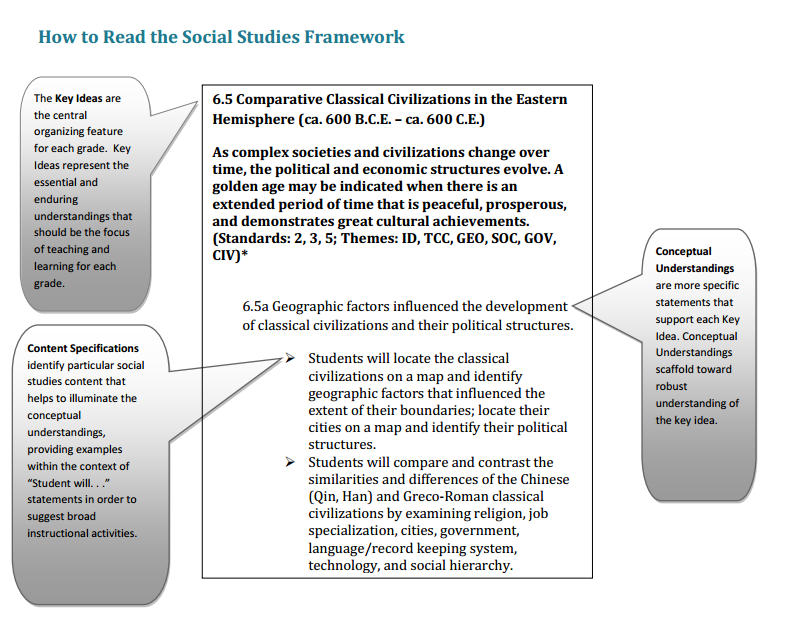 How to Read the Social Studies Framework
The Key Ideas are
the central
organizing feature
for each grade.  Key
Ideas represent the
essential and
enduring
understandings that
should be the focus
of teaching and
learning for each
grade.
6.5 Comparative Classical Civilizations in the Eastern
Hemisphere (ca. 600 B.C.E. – ca. 600 C.E.)
As complex societies and civilizations change over
time, the political and economic structures evolve. A
golden age may be indicated when there is an
extended period of time that is peaceful, prosperous,
and demonstrates great cultural achievements.
(Standards: 2, 3, 5; Themes: ID, TCC, GEO, SOC, GOV,
CIV)*
6.5a Geographic factors influenced the development
of classical civilizations and their political structures.
Conceptual
Understandings
are more specific
statements that
support each Key
Idea. Conceptual
Understandings
scaffold toward
robust
understanding of
the key idea.
Content Specifications
identify particular social
studies content that
helps to illuminate the
conceptual
understandings,
providing examples
within the context of
“Student will. . .”
statements in order to
suggest broad
instructional activities.
➢ Students will locate the classical
civilizations on a map and identify
geographic factors that influenced the
extent of their boundaries; locate their
cities on a map and identify their political
structures.
➢ Students will compare and contrast the
similarities and differences of the Chinese
(Qin, Han) and Greco-Roman classical
civilizations by examining religion, job
specialization, cities, government,
language/record keeping system,
technology, and social hierarchy.